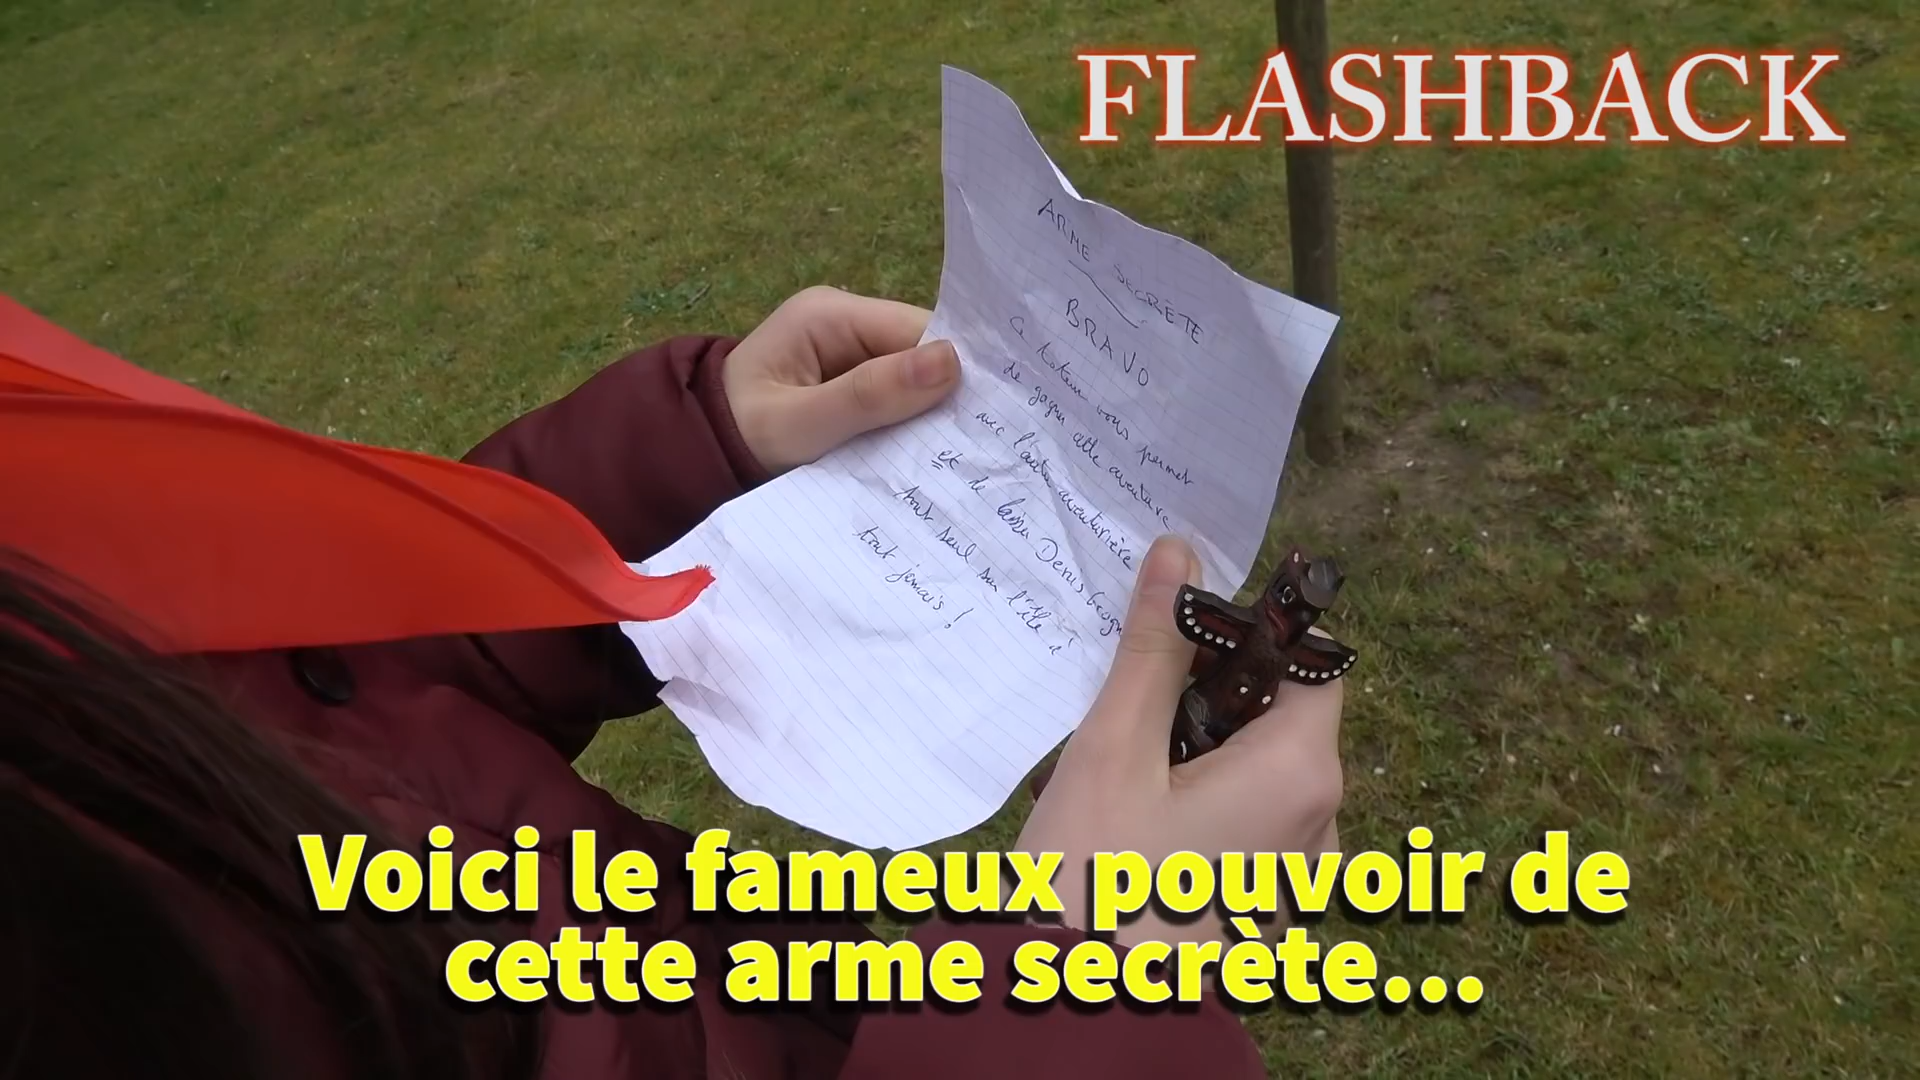 FLASHBACK
ARME SECRÈTE
BRAVO
Ce totem vous permet
de gagner cette aventure
avec l'autre aventurière
et de laisser Denis
tout seul sur l'île à
tout jamais !
Voici le fameux pouvoir de
cette arme secrète...